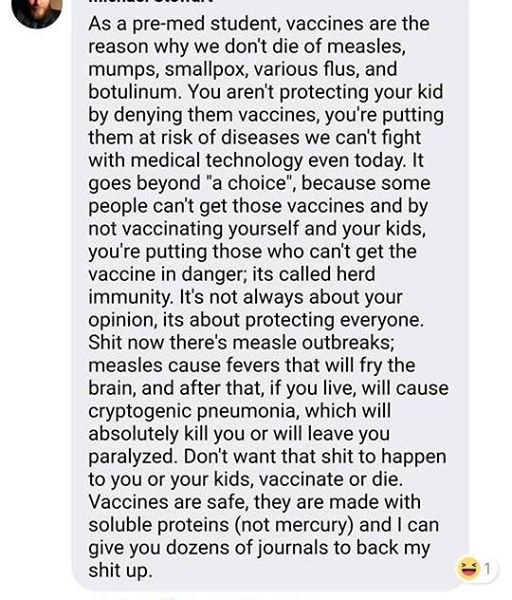 As a pre-med student, vaccines are the
reason why we don't die of measles,
mumps, smallpox, various flus, and
botulinum. You aren't protecting your kid
by denying them vaccines, you're putting
them at risk of diseases we can't fight
with medical technology even today. It
goes beyond "a choice", because some
people can't get those vaccines and by
not vaccinating yourself and your kids,
you're putting those who can't get the
vaccine in danger; its called herd
immunity. It's not always about your
opinion, its about protecting everyone.
Shit now there's measle outbreaks;
measles cause fevers that will fry the
brain, and after that, if you live, will cause
cryptogenic pneumonia, which will
absolutely kill you or will leave you
paralyzed. Don't want that shit to happen
to you or your kids, vaccinate or die.
Vaccines are safe, they are made with
soluble proteins (not mercury) and I can
give you dozens of journals to back my
shit up.
1